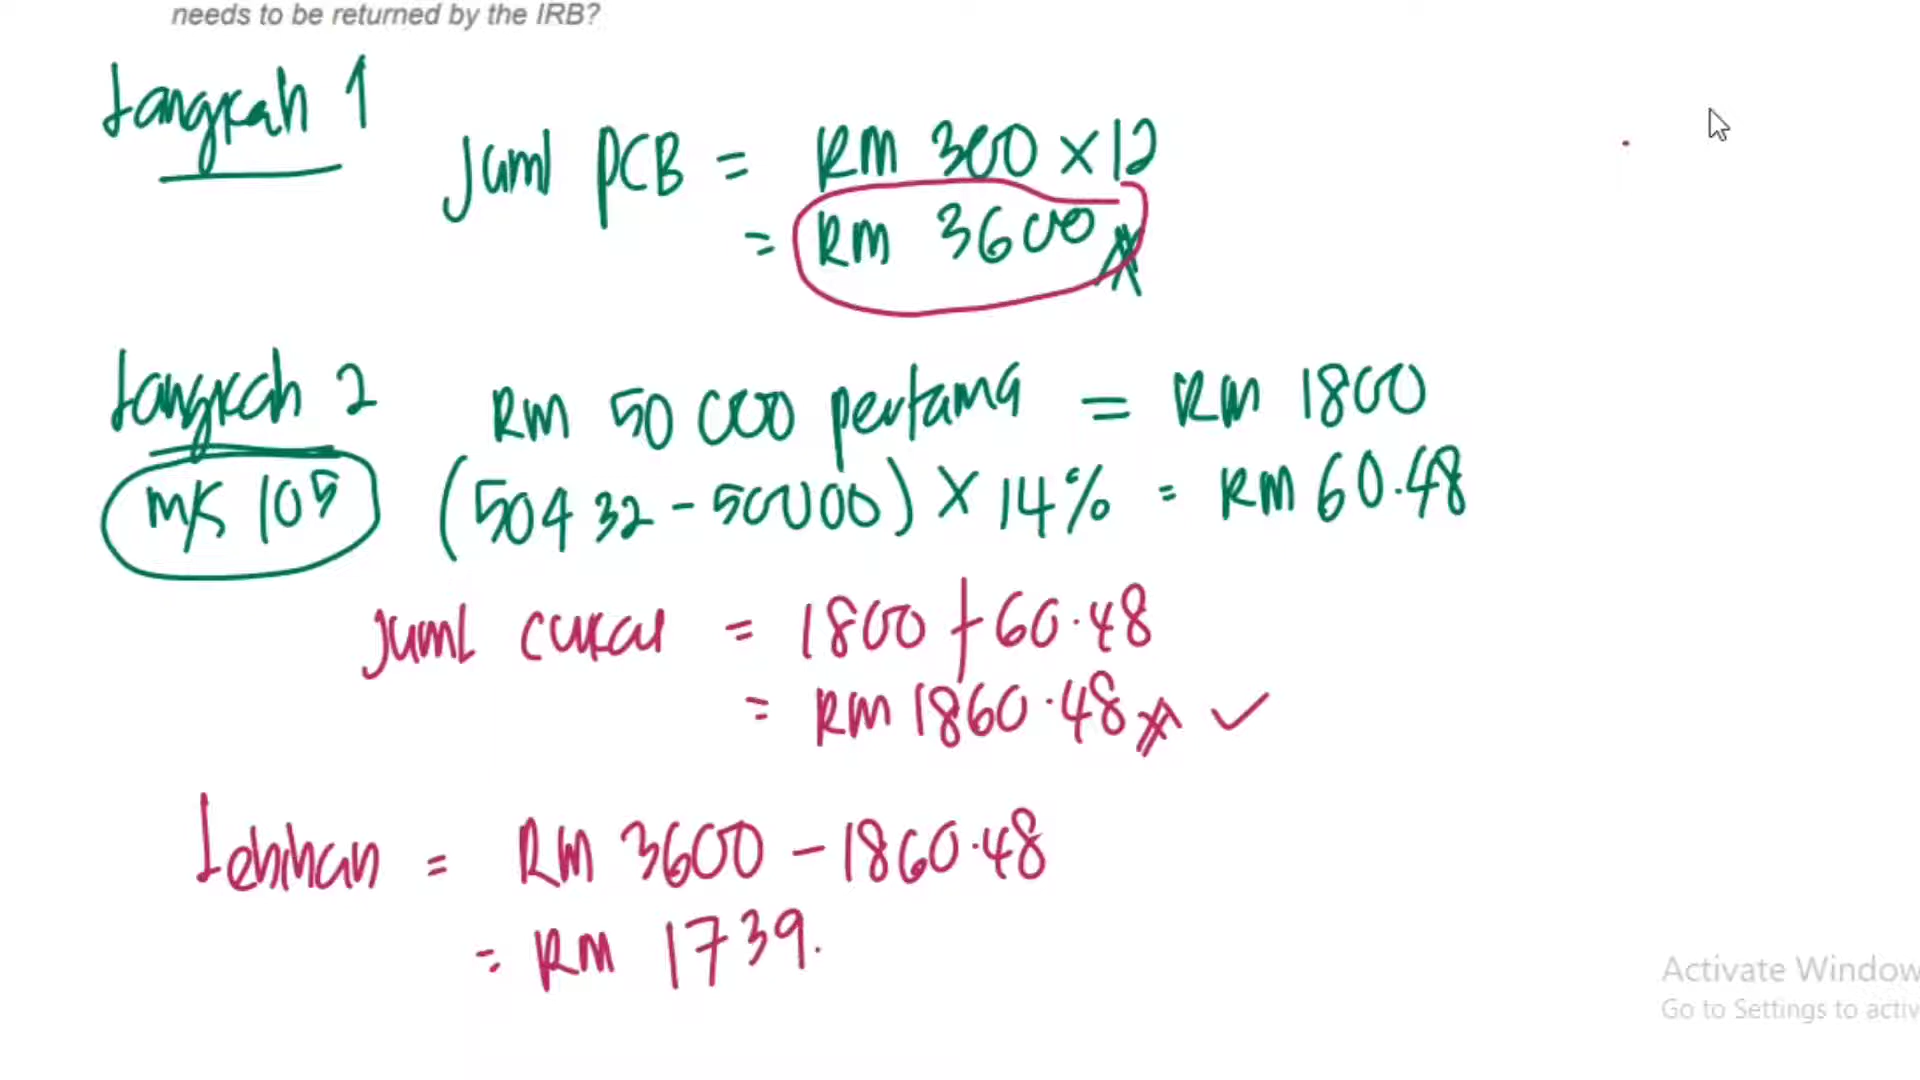 needs to be returned by the IRB?
Langkah 1
Juml PCB = RM 300 × 12
= RM 3600
Langkah 2
RM 50 000 pertama = RM 1800
m/s 105
(50432 - 50000) × 14% = RM 60.48
Juml cukai = 1800 + 60.48
= RM 1860.48 ✓
Lebihan = RM 3600 - 1860.48
= RM 1739.
Activate Window
Go to Settings to activ